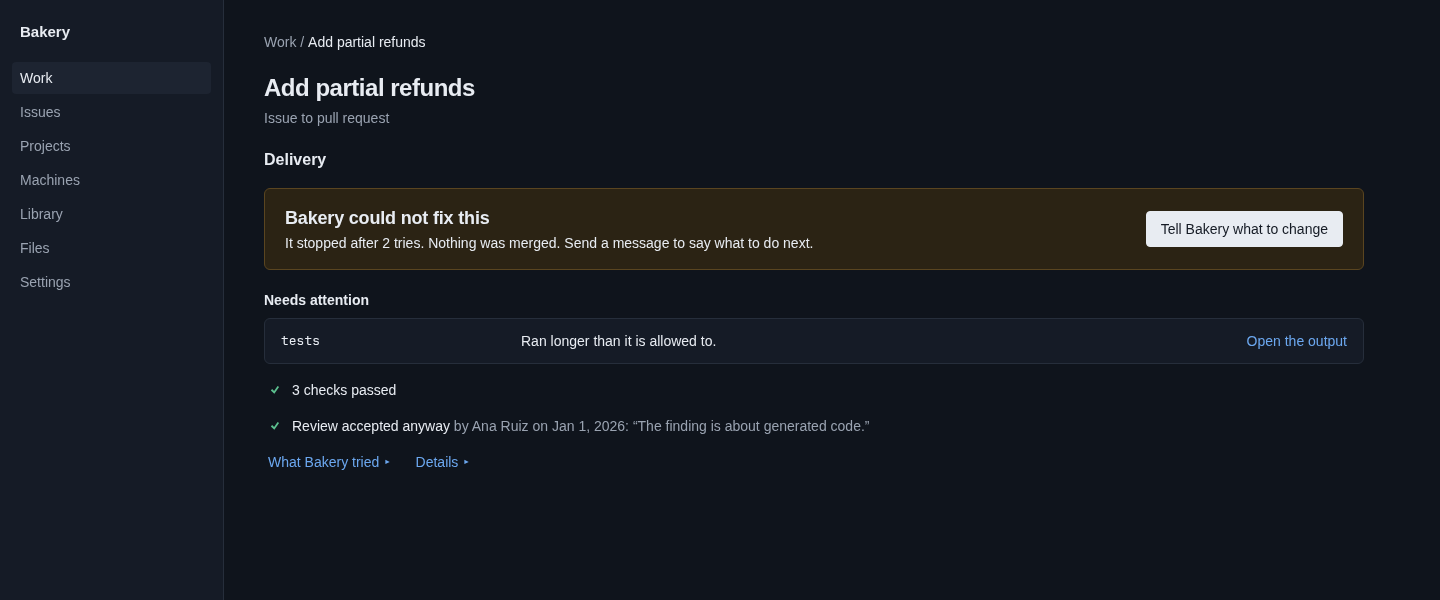 Bakery
Work
Issues
Projects
Machines
Library
Files
Settings
Work / Add partial refunds
Add partial refunds
Issue to pull request
Delivery
Bakery could not fix this
It stopped after 2 tries. Nothing was merged. Send a message to say what to do next.
Tell Bakery what to change
Needs attention
tests Ran longer than it is allowed to. Open the output
3 checks passed
Review accepted anyway by Ana Ruiz on Jan 1, 2026: “The finding is about generated code.”
What Bakery tried ▸ Details ▸